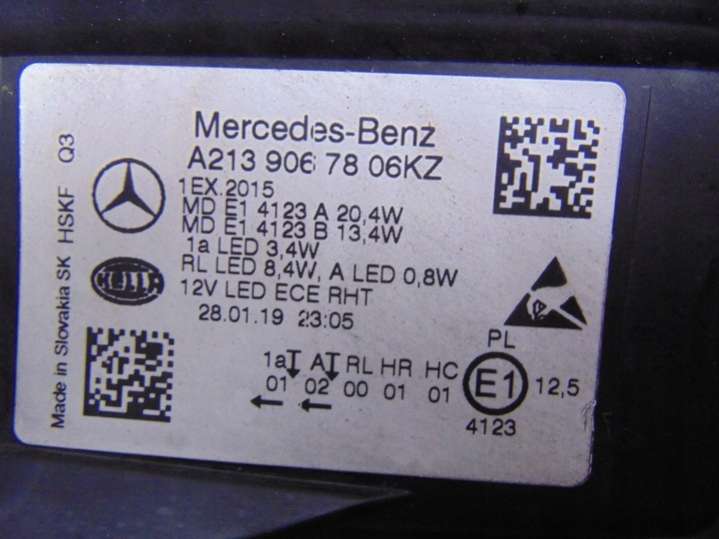 Mercedes-Benz
A213 906 78 06KZ
1EX.2015
MD E1 4123 A 20,4W
MD E1 4123 B 13,4W
1a LED 3,4W
RL LED 8,4W, A LED 0,8W
12V LED ECE RHT
28.01.19 23:05
Made in Slovakia SK HSKF Q3
HELLA
1a A RL HR HC
01 02 00 01 01
PL
E1
12,5
4123